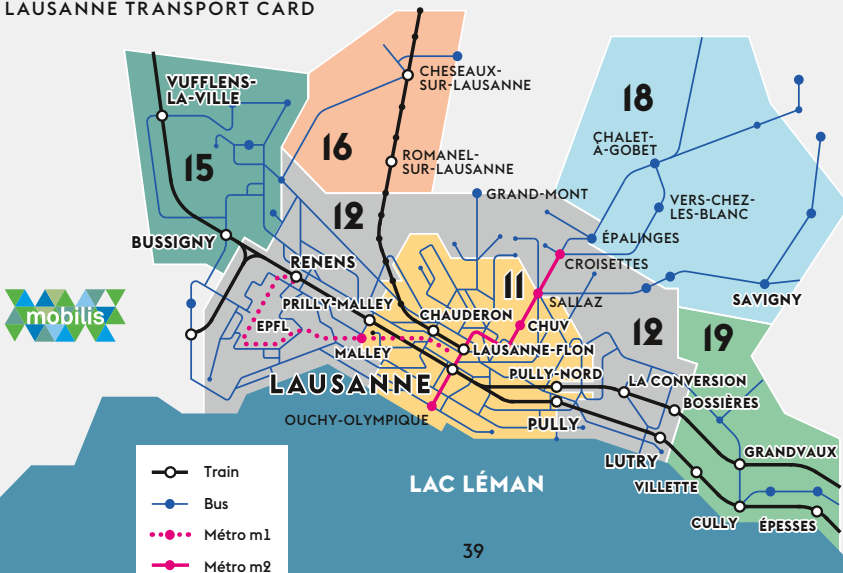 LAUSANNE TRANSPORT CARD
VUFFLENS-
LA-VILLE
CHESEAUX-
SUR-LAUSANNE
18
CHALET-
À-GOBET
16
ROMANEL-
SUR-LAUSANNE
15
GRAND-MONT
VERS-CHEZ-
LES-BLANC
12
BUSSIGNY
ÉPALINGES
RENENS
CROISETTES
11
mobilis
PRILLY-MALLEY
SALLAZ
SAVIGNY
EPFL
CHAUDERON
CHUV
12
19
MALLEY
LAUSANNE-FLON
LAUSANNE
PULLY-NORD
LA CONVERSION
BOSSIÈRES
OUCHY-OLYMPIQUE
PULLY
GRANDVAUX
LUTRY
VILLETTE
LAC LÉMAN
CULLY
ÉPESSES
Train
Bus
Métro m1
Métro m2
39